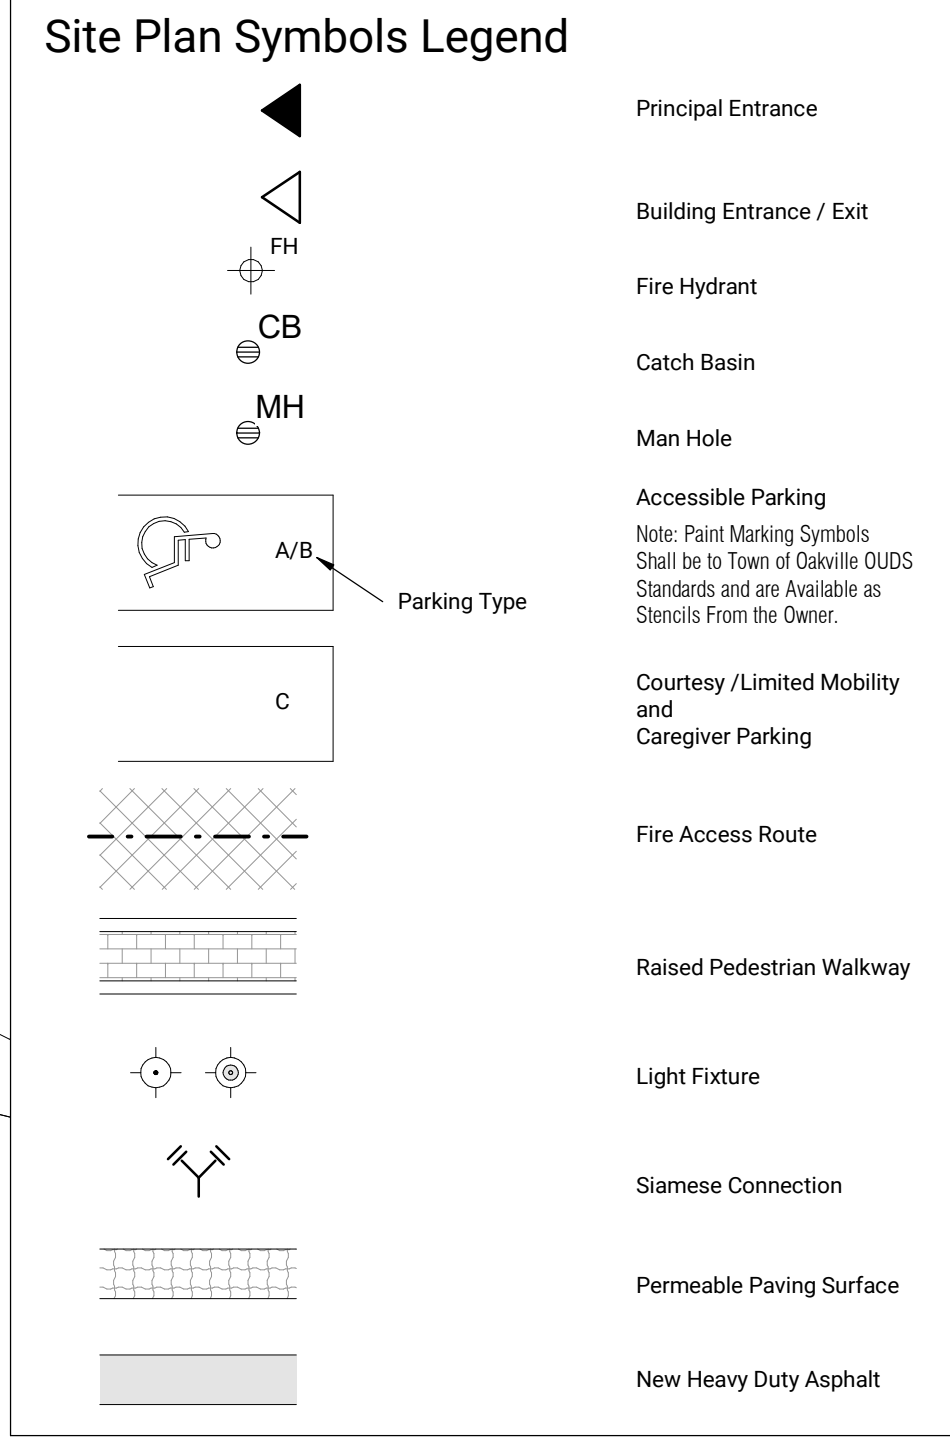 Site Plan Symbols Legend
Principal Entrance
Building Entrance / Exit
FH
Fire Hydrant
CB
Catch Basin
MH
Man Hole
Accessible Parking
Note: Paint Marking Symbols
Shall be to Town of Oakville OUDS
Standards and are Available as
Stencils From the Owner.
A/B
Parking Type
C
Courtesy /Limited Mobility
and
Caregiver Parking
Fire Access Route
Raised Pedestrian Walkway
Light Fixture
Siamese Connection
Permeable Paving Surface
New Heavy Duty Asphalt